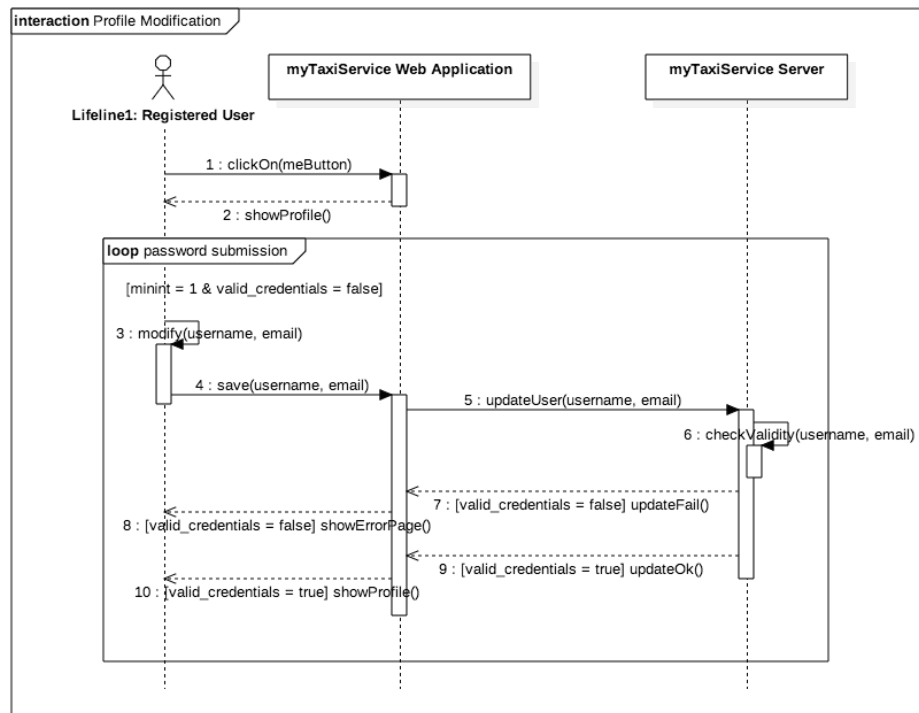 interaction Profile Modification
myTaxiService Web Application
myTaxiService Server
Lifeline1: Registered User
1 : clickOn(meButton)
2 : showProfile()
loop password submission
[minint = 1 & valid_credentials = false]
3 : modify(username, email)
4 : save(username, email)
5 : updateUser(username, email)
6 : checkValidity(username, email)
7 : [valid_credentials = false] updateFail()
8 : [valid_credentials = false] showErrorPage()
9 : [valid_credentials = true] updateOk()
10 : [valid_credentials = true] showProfile()